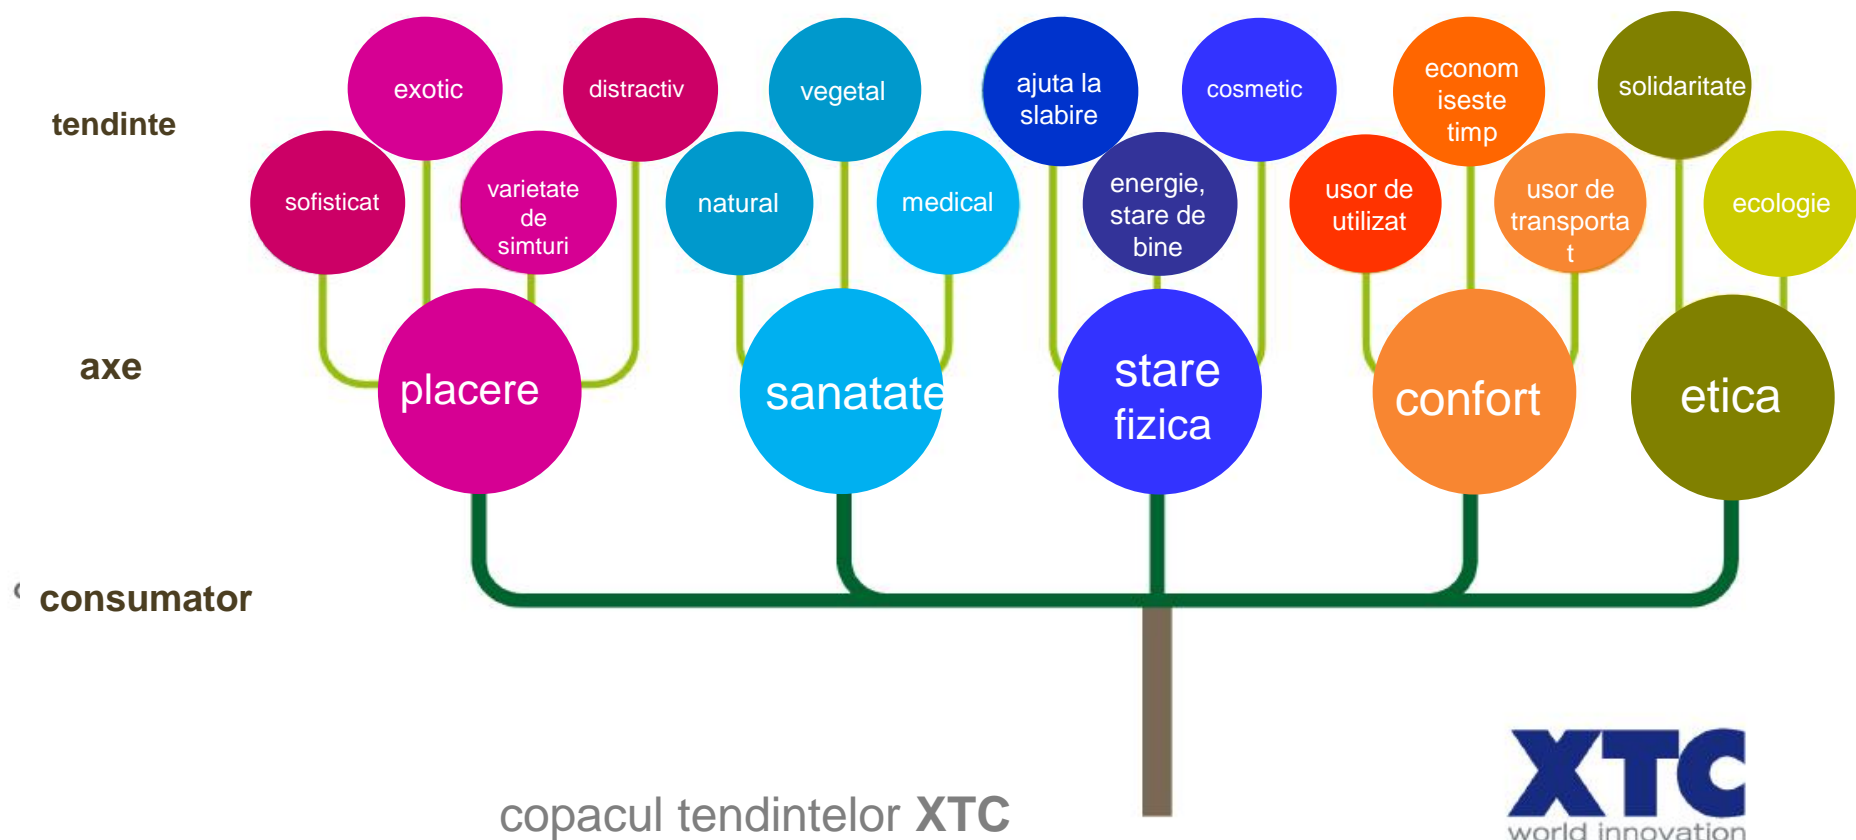 tendinte
exotic
distractiv
vegetal
ajuta la
slabire
cosmetic
econom
iseste
timp
solidaritate
sofisticat
varietate
de
simturi
natural
medical
energie,
stare de
bine
usor de
utilizat
usor de
transporta
t
ecologie
axe
placere
sanatate
stare
fizica
confort
etica
consumator
copacul tendintelor XTC
XTC
world innovation